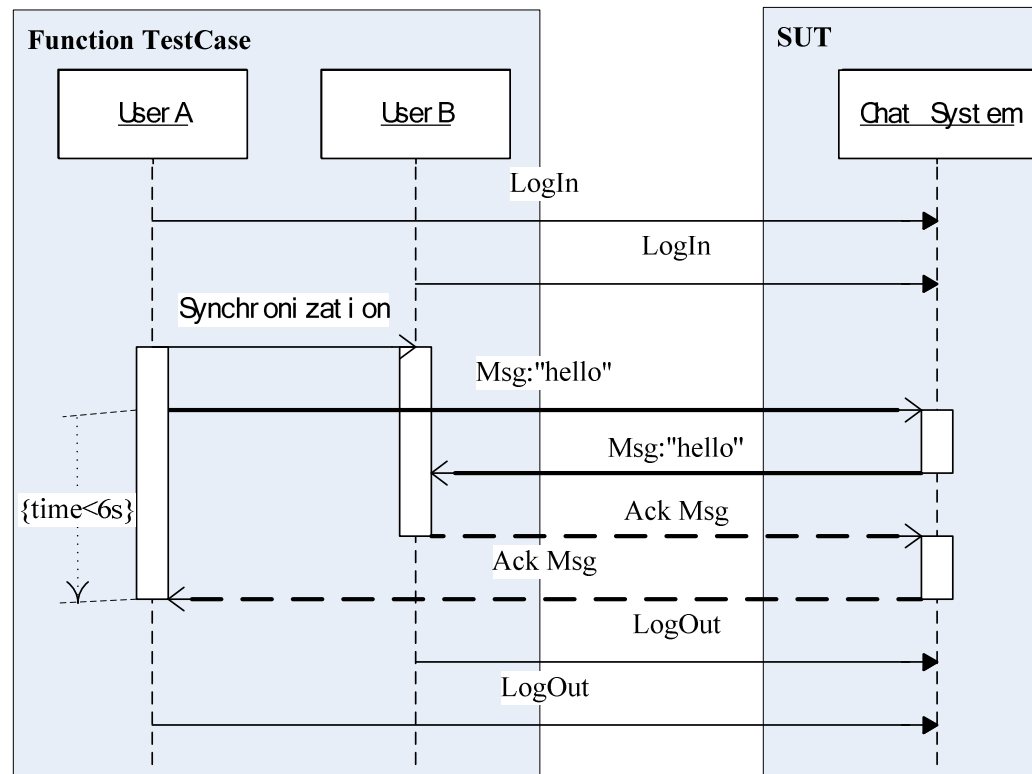 Function TestCase
SUT
User A
User B
Chat System
LogIn
LogIn
Synchronization
Msg:"hello"
Msg:"hello"
{time<6s}
Ack Msg
Ack Msg
LogOut
LogOut